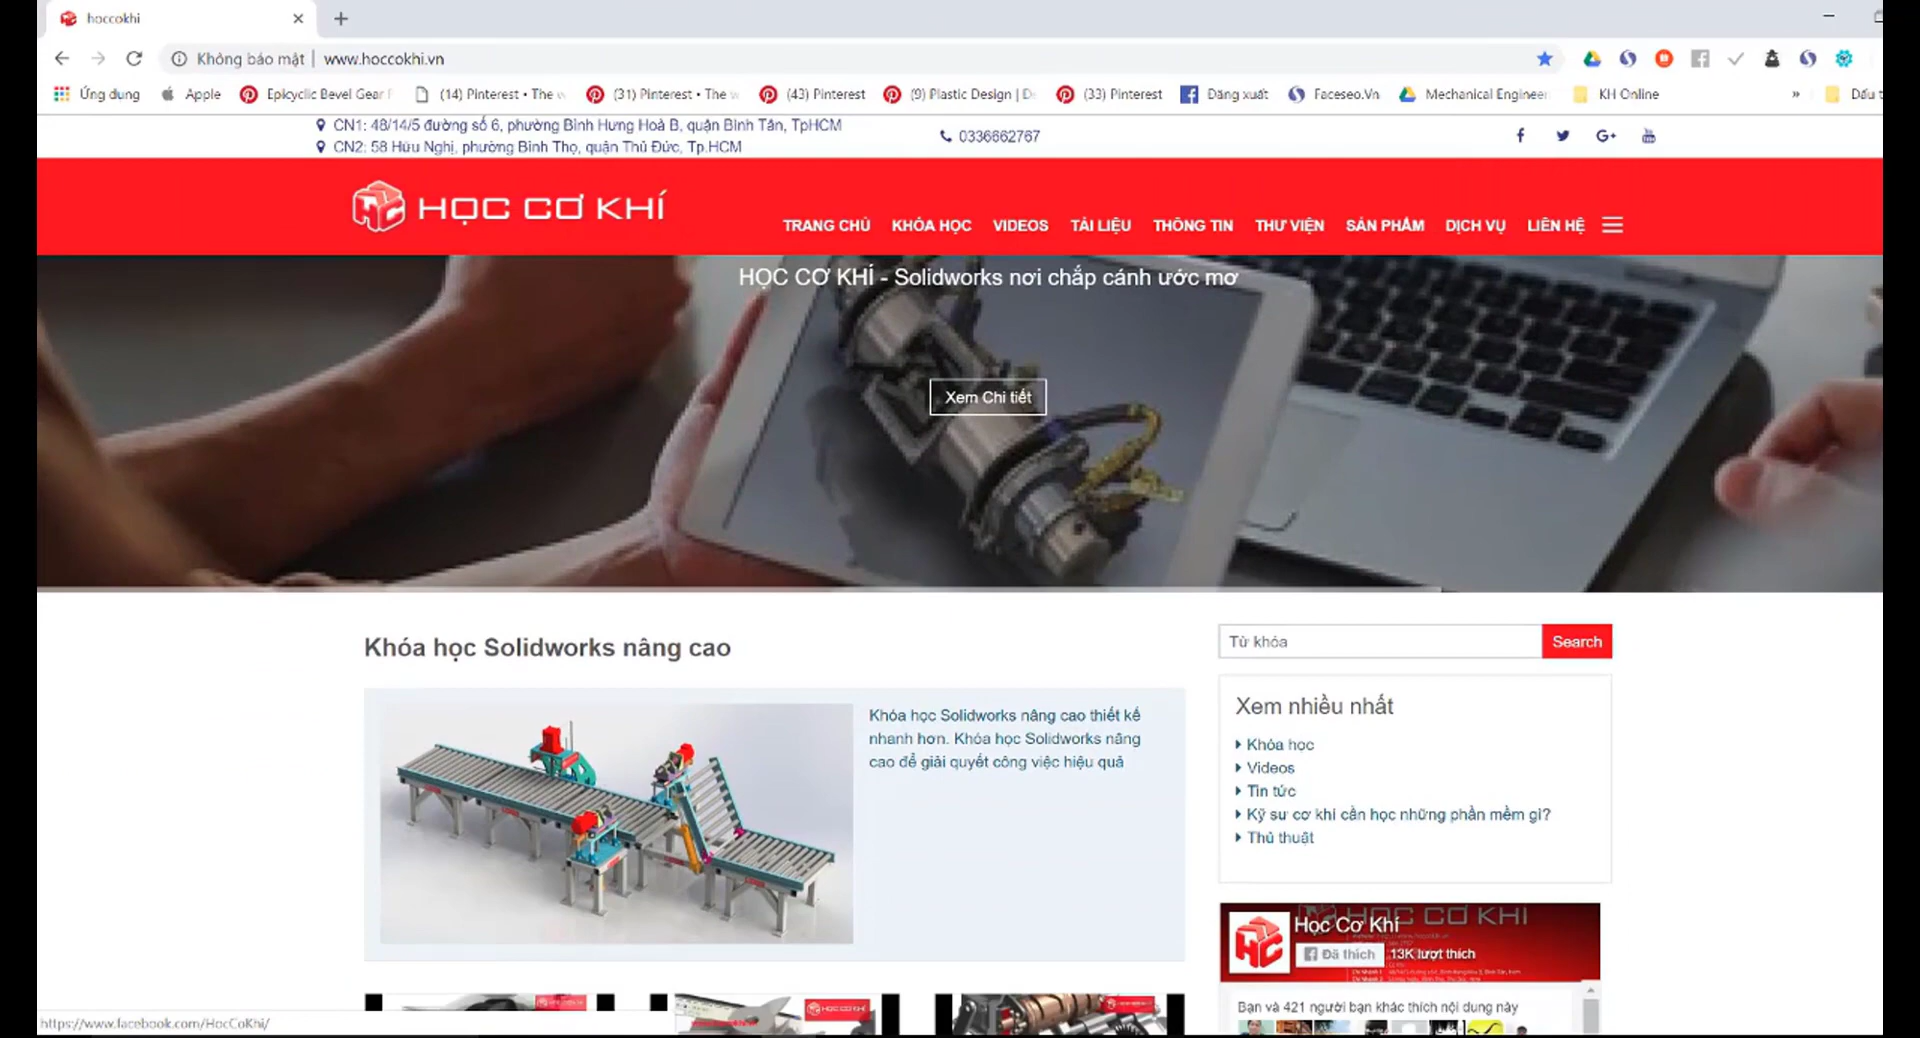 hoccokhi
Không bảo mật | www.hoccokhi.vn
Ứng dụng Apple Epicyclic Bevel Gear (14) Pinterest • The (31) Pinterest • The (43) Pinterest (9) Plastic Design | D (33) Pinterest Đăng xuất Faceseo.Vn Mechanical Engineer KH Online » Dấu t
CN1: 48/14/5 đường số 6, phường Bình Hưng Hoà B, quận Bình Tân, TpHCM
CN2: 58 Hữu Nghị, phường Bình Thọ, quận Thủ Đức, Tp.HCM
0336662767
HỌC CƠ KHÍ
TRANG CHỦ KHÓA HỌC VIDEOS TÀI LIỆU THÔNG TIN THƯ VIỆN SẢN PHẨM DỊCH VỤ LIÊN HỆ
HỌC CƠ KHÍ - Solidworks nơi chắp cánh ước mơ
Xem Chi tiết
Khóa học Solidworks nâng cao
Khóa học Solidworks nâng cao thiết kế
nhanh hơn. Khóa học Solidworks nâng
cao để giải quyết công việc hiệu quả
Từ khóa Search
Xem nhiều nhất
Khóa học
Videos
Tin tức
Kỹ sư cơ khí cần học những phần mềm gì?
Thủ thuật
HỌC CƠ KHÍ
Học Cơ Khí
Đã thích 13K lượt thích
Bạn và 421 người bạn khác thích nội dung này
https://www.facebook.com/HocCoKhi/